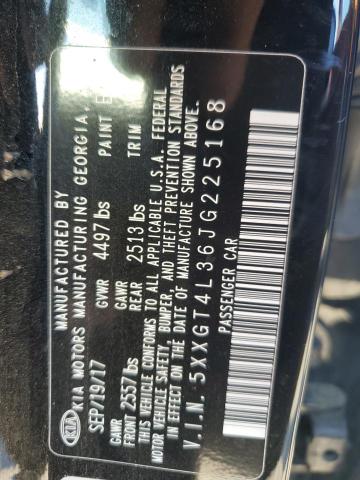 KIA
MANUFACTURED BY
KIA MOTORS MANUFACTURING GEORGIA,
SEP/19/17 GVWR 4497 lbs PAINT
GAWR FRONT 2557 lbs GAWR REAR 2513 lbs TRIM
THIS VEHICLE CONFORMS TO ALL APPLICABLE U.S.A. FEDERAL
MOTOR VEHICLE SAFETY, BUMPER, AND THEFT PREVENTION STANDARDS
IN EFFECT ON THE DATE OF MANUFACTURE SHOWN ABOVE.
V.I.N. 5XXGT4L36JG225168
PASSENGER CAR